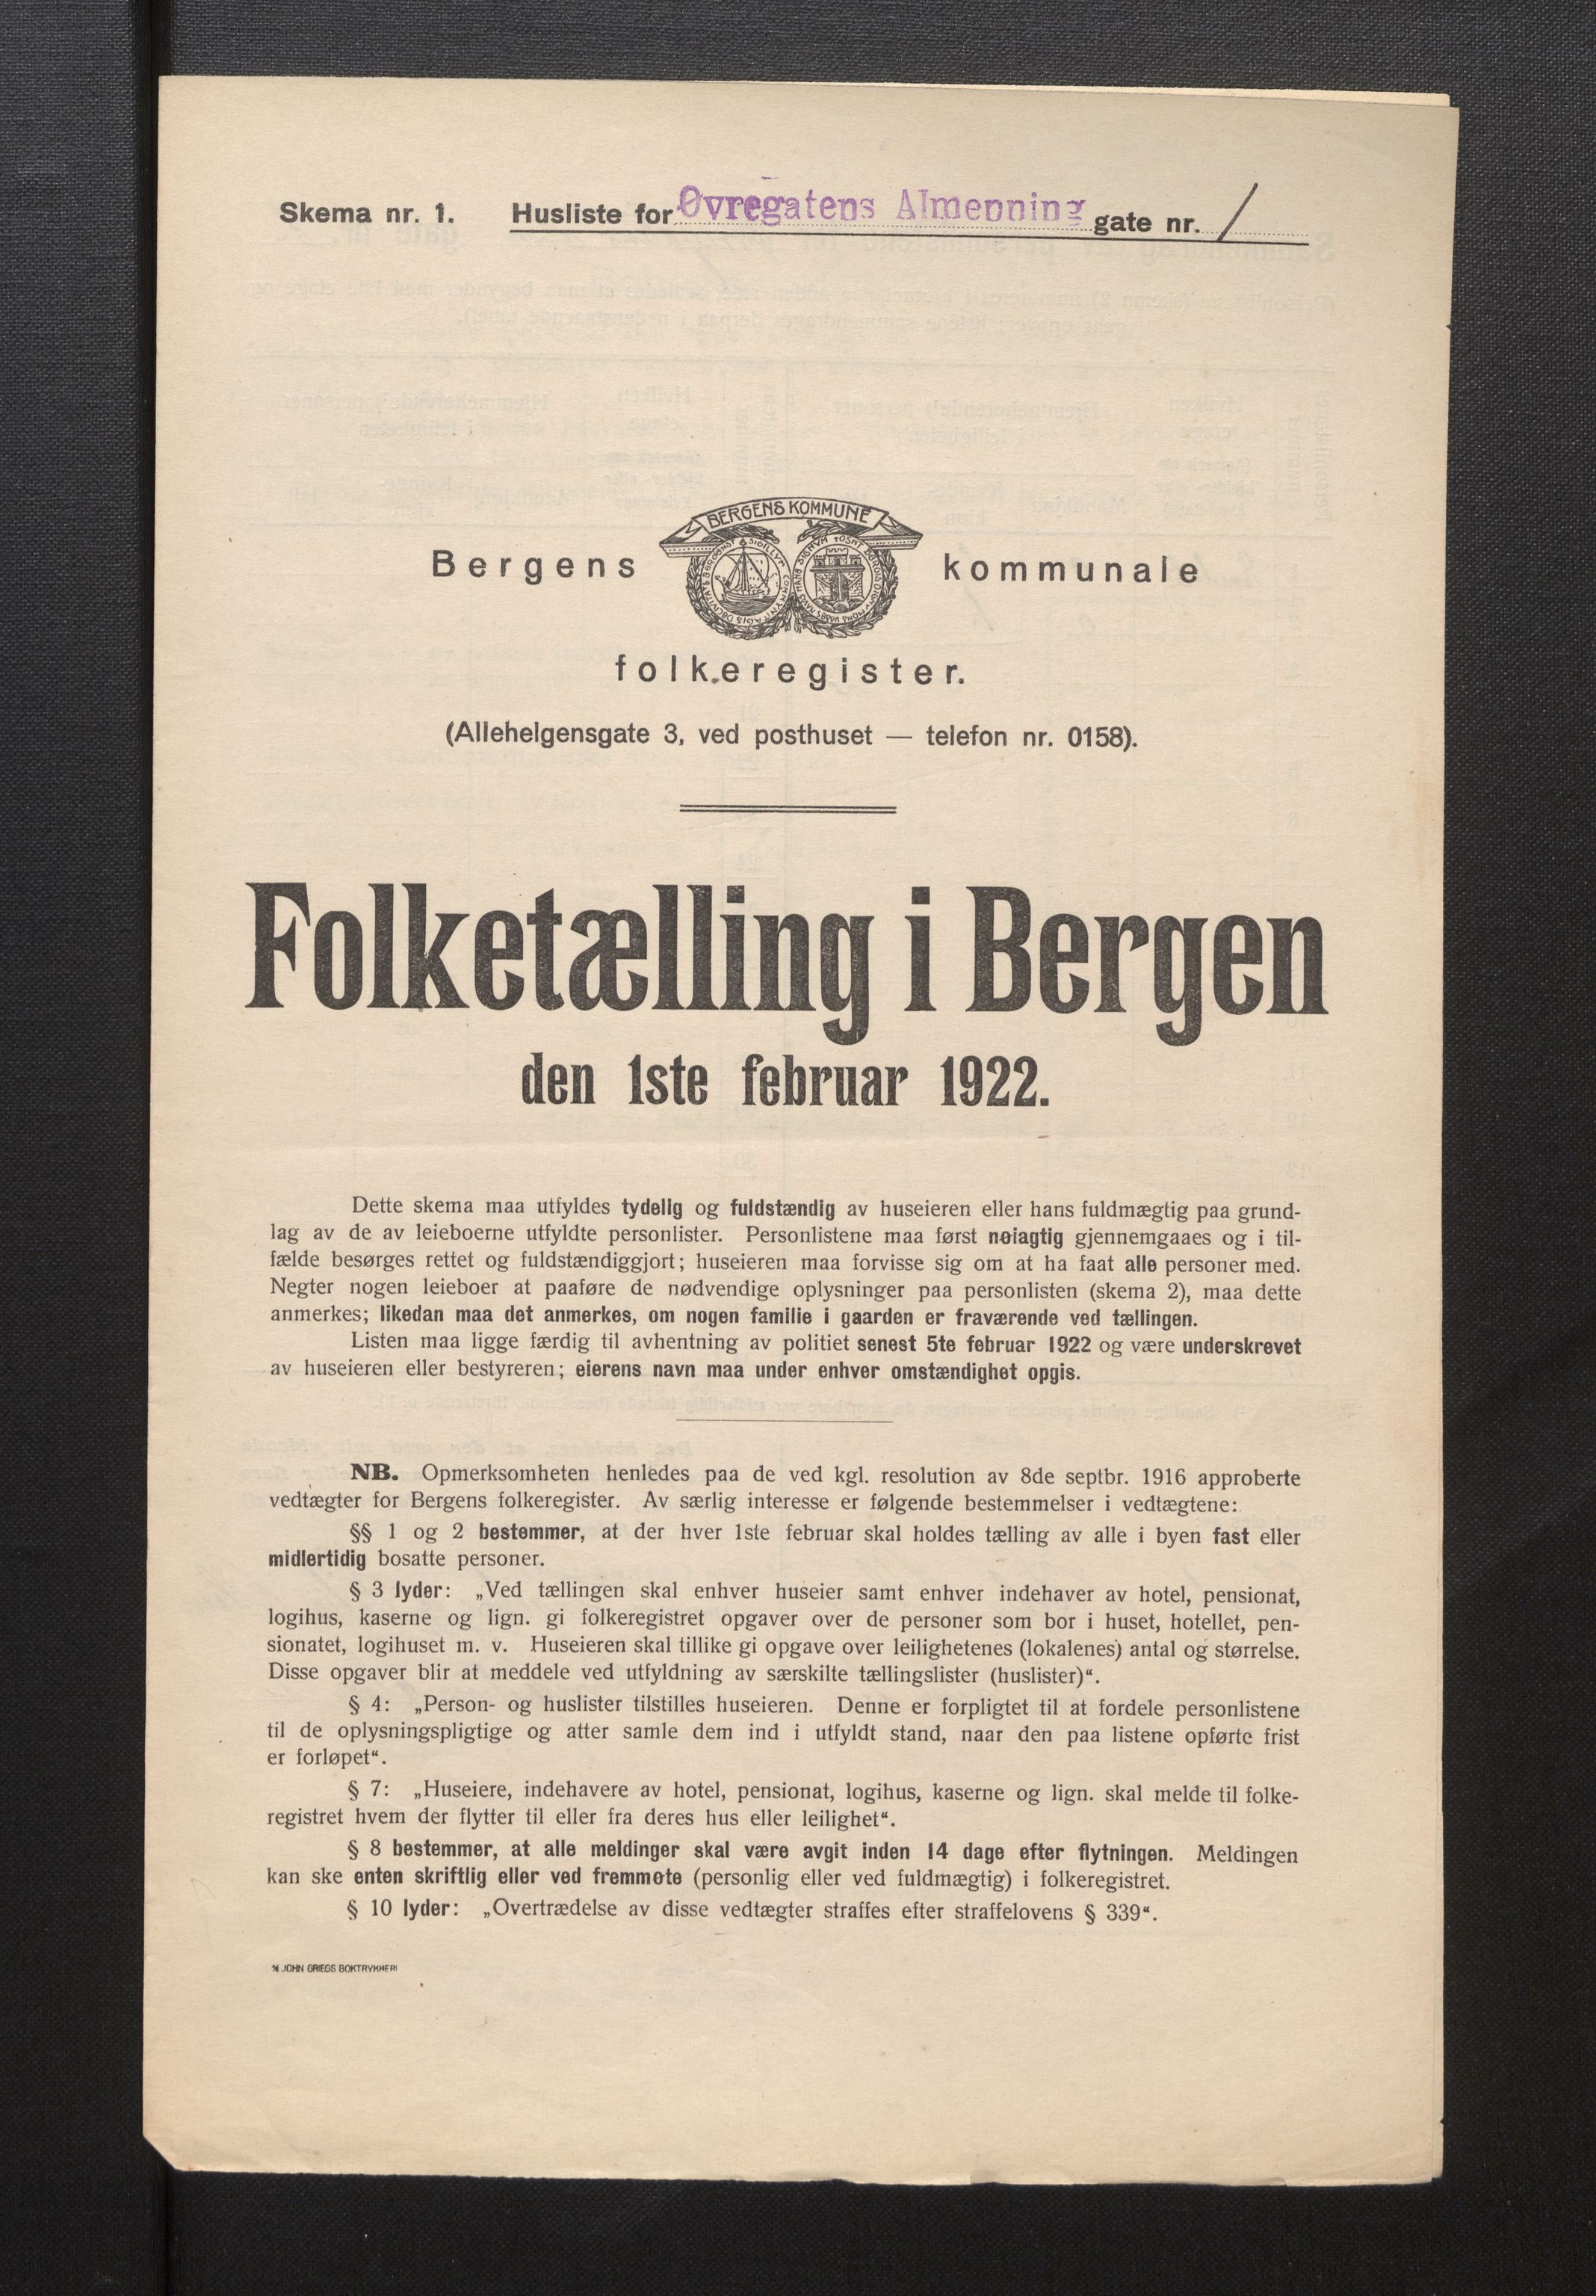 Skema nr. 1. Husliste for Øvregatens Almenning gate nr. 1
BERGENS KOMMUNE
Bergens kommunale
folkeregister.
(Allehelgensgate 3, ved posthuset — telefon nr. 0158).
Folketælling i Bergen
den 1ste februar 1922.
Dette skema maa utfyldes tydelig og fuldstændig av huseieren eller hans fuldmægtig paa grund-
lag av de av leieboerne utfyldte personlister. Personlistene maa først nøiagtig gjennemgaaes og i til-
fælde besørges rettet og fuldstændiggjort; huseieren maa forvisse sig om at ha faat alle personer med.
Negter nogen leieboer at paaføre de nødvendige oplysninger paa personlisten (skema 2), maa dette
anmerkes; likedan maa det anmerkes, om nogen familie i gaarden er fraværende ved tællingen.
Listen maa ligge færdig til avhentning av politiet senest 5te februar 1922 og være underskrevet
av huseieren eller bestyreren; eierens navn maa under enhver omstændighet opgis.
NB. Opmerksomheten henledes paa de ved kgl. resolution av 8de septbr. 1916 approberte
vedtægter for Bergens folkeregister. Av særlig interesse er følgende bestemmelser i vedtægtene:
§§ 1 og 2 bestemmer, at der hver 1ste februar skal holdes tælling av alle i byen fast eller
midlertidig bosatte personer.
§ 3 lyder: „Ved tællingen skal enhver huseier samt enhver indehaver av hotel, pensionat,
logihus, kaserne og lign. gi folkeregistret opgaver over de personer som bor i huset, hotellet, pen-
sionatet, logihuset m. v. Huseieren skal tillike gi opgave over leilighetenes (lokalenes) antal og størrelse.
Disse opgaver blir at meddele ved utfyldning av særskilte tællingslister (huslister)“.
§ 4: „Person- og huslister tilstilles huseieren. Denne er forpligtet til at fordele personlistene
til de oplysningspligtige og atter samle dem ind i utfyldt stand, naar den paa listene opførte frist
er forløpet“.
§ 7: „Huseiere, indehavere av hotel, pensionat, logihus, kaserne og lign. skal melde til folke-
registret hvem der flytter til eller fra deres hus eller leilighet“.
§ 8 bestemmer, at alle meldinger skal være avgit inden 14 dage efter flytningen. Meldingen
kan ske enten skriftlig eller ved fremmøte (personlig eller ved fuldmægtig) i folkeregistret.
§ 10 lyder: „Overtrædelse av disse vedtægter straffes efter straffelovens § 339“.
JOHN GRIEGS BOKTRYKKERI